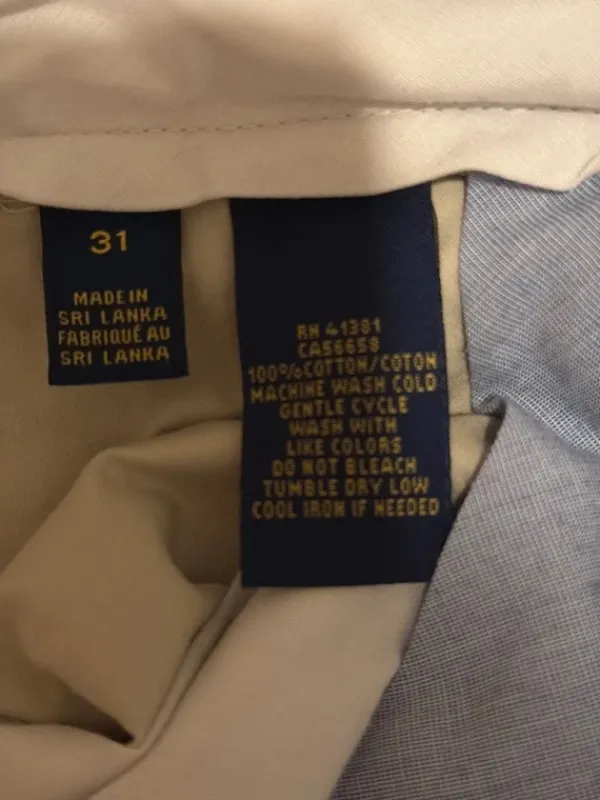 31
MADE IN
SRI LANKA
FABRIQUÉ AU
SRI LANKA
RN 41381
CA56658
100% COTTON/COTON
MACHINE WASH COLD
GENTLE CYCLE
WASH WITH
LIKE COLORS
DO NOT BLEACH
TUMBLE DRY LOW
COOL IRON IF NEEDED